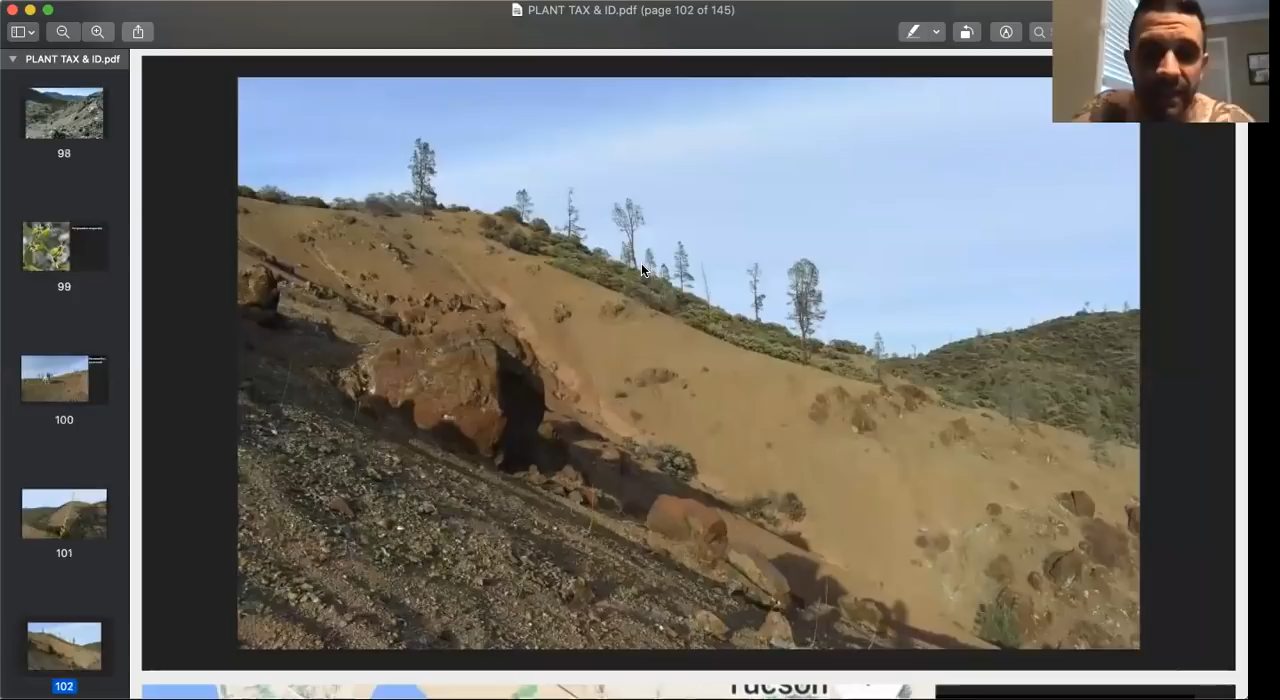 PLANT TAX & ID.pdf (page 102 of 145)
PLANT TAX & ID.pdf
98
99
100
101
102
Tucson